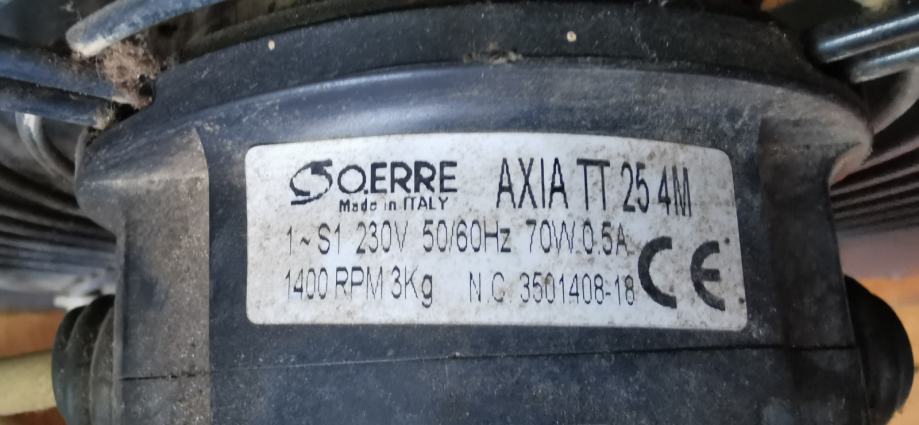 O.ERRE AXIA TT 25 4M
Made in ITALY
1~S1 230V 50/60Hz 70W 0.5A
1400 RPM 3Kg N.C. 3501408-18
CE